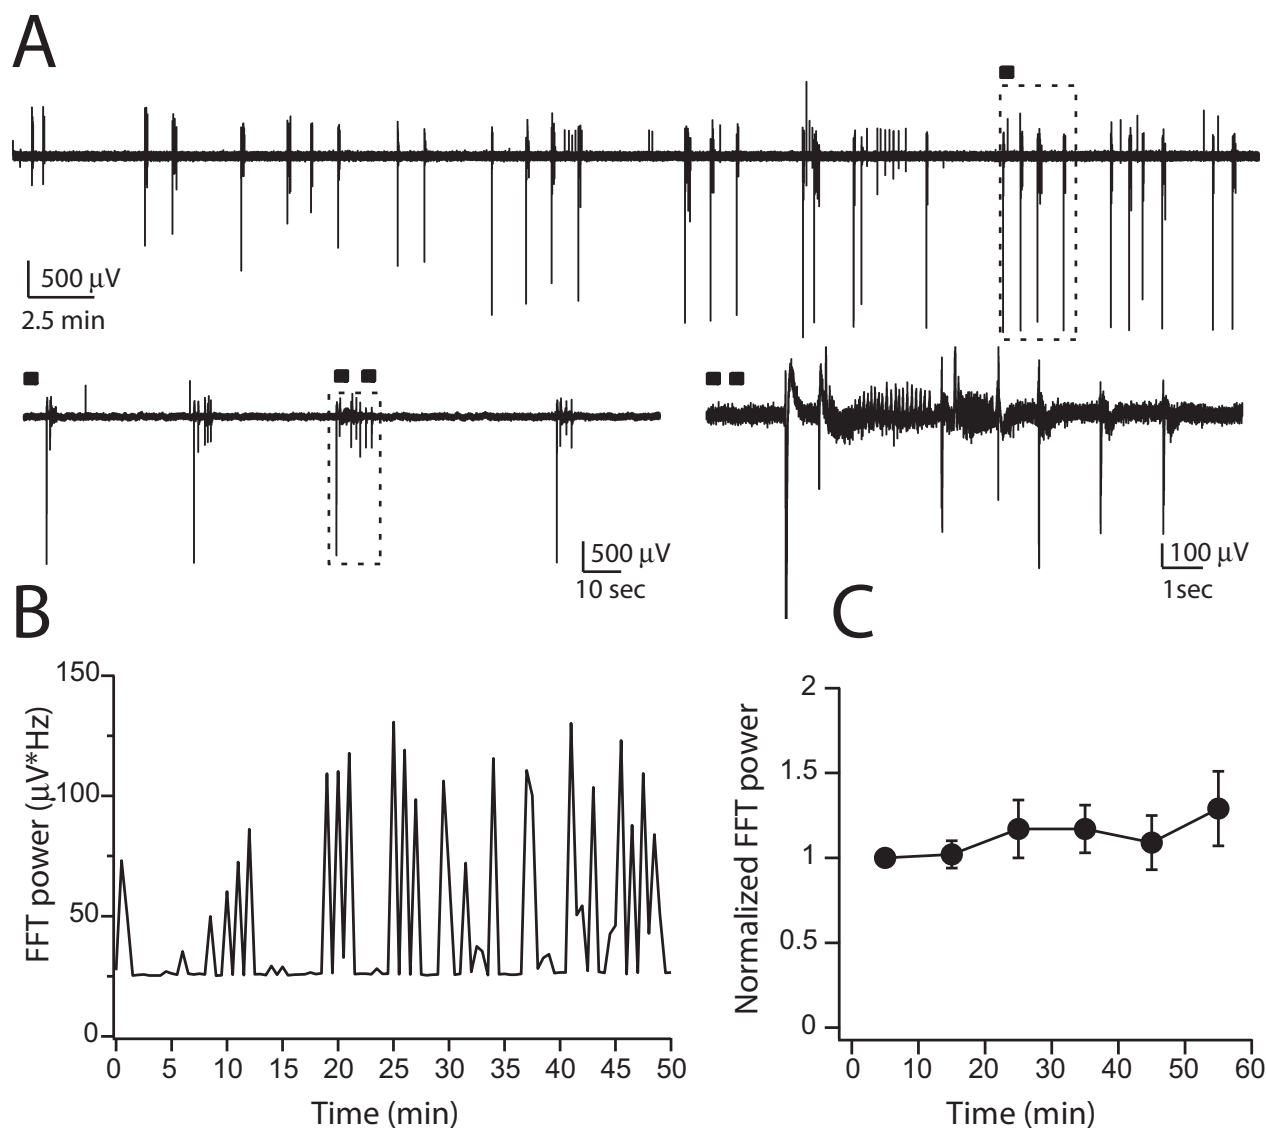 A
500 µV
2.5 min
500 µV
10 sec
100 µV
1sec
B
C
150
100
50
0
FFT power (µV*Hz)
0 5 10 15 20 25 30 35 40 45 50
Time (min)
2
1.5
1
0.5
0
Normalized FFT power
0 10 20 30 40 50 60
Time (min)